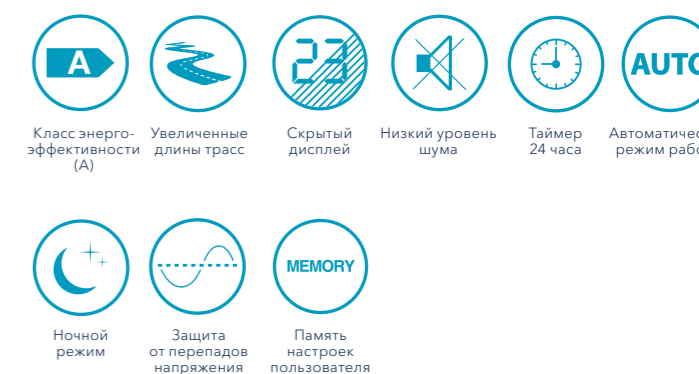 A
23
AUTO
Класс энерго-
эффективности
(А)
Увеличенные
длины трасс
Скрытый
дисплей
Низкий уровень
шума
Таймер
24 часа
режим
MEMORY
Ночной
режим
Защита
от перепадов
напряжения
Память
настроек
пользователя